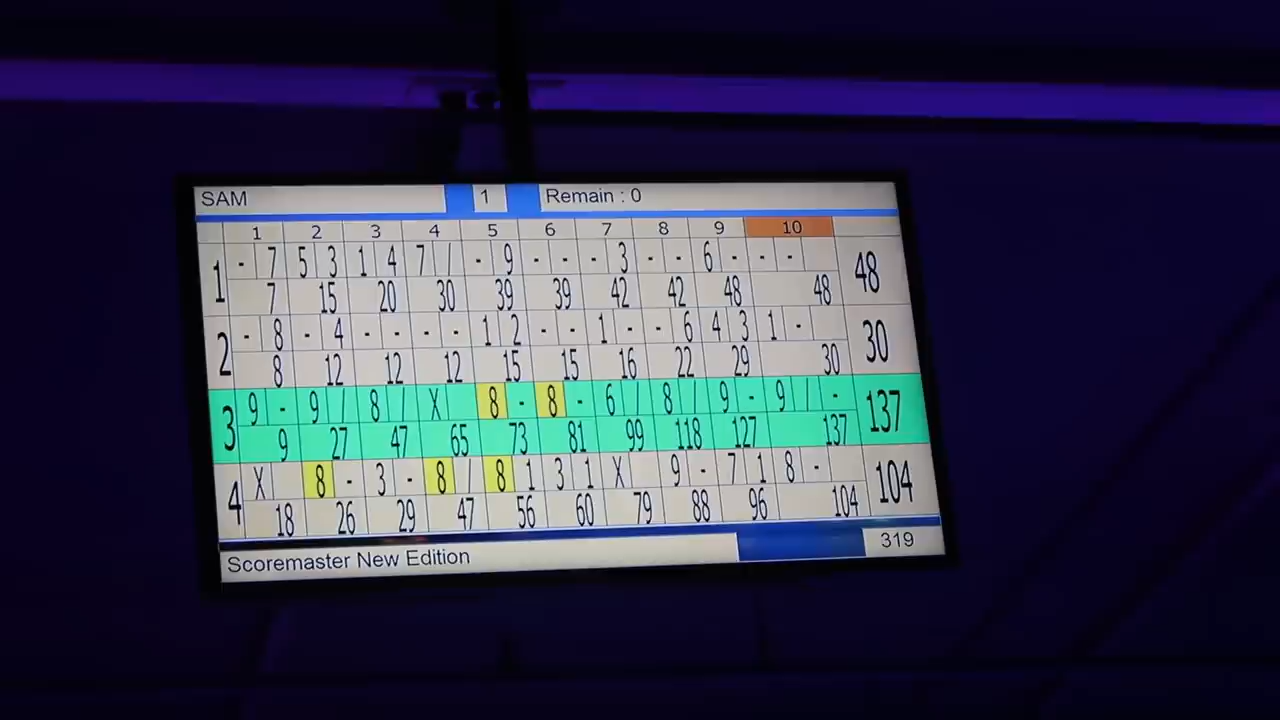 SAM 1 Remain : 0
1 2 3 4 5 6 7 8 9 10
1 - 7 5 3 1 4 7 / - 9 - - - 3 - - 6 - - - 48
7 15 20 30 39 39 42 42 48 48
2 - 8 - 4 - - - - 1 2 - - 1 - - 6 4 3 1 - 30
8 12 12 12 15 15 16 22 29 30
3 9 - 9 / 8 / X 8 - 8 - 6 / 8 / 9 - 9 / - 137
9 27 47 65 73 81 99 118 127 137
4 X 8 - 3 - 8 / 8 1 3 1 X 9 - 7 1 8 - 104
18 26 29 47 56 60 79 88 96 104
Scoremaster New Edition 319